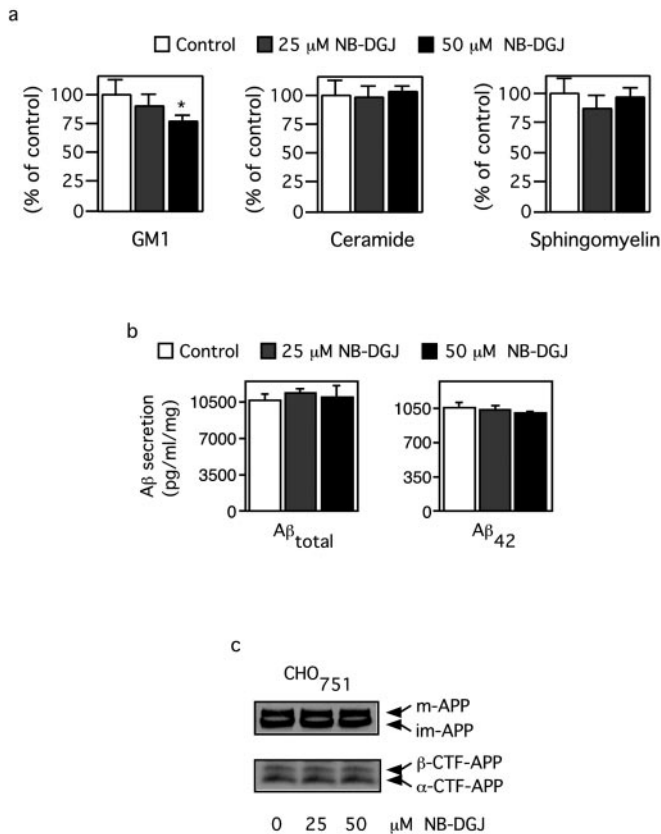 a
Control 25 μM NB-DGJ 50 μM NB-DGJ
(% of control)
100
75
50
25
0
*
GM1
(% of control)
100
75
50
25
0
Ceramide
(% of control)
100
75
50
25
0
Sphingomyelin
b
Control 25 μM NB-DGJ 50 μM NB-DGJ
Aβ secretion
(pg/ml/mg)
10500
7000
3500
0
Aβtotal
1050
700
350
0
Aβ42
c
CHO751
m-APP
im-APP
β-CTF-APP
α-CTF-APP
0 25 50 μM NB-DGJ